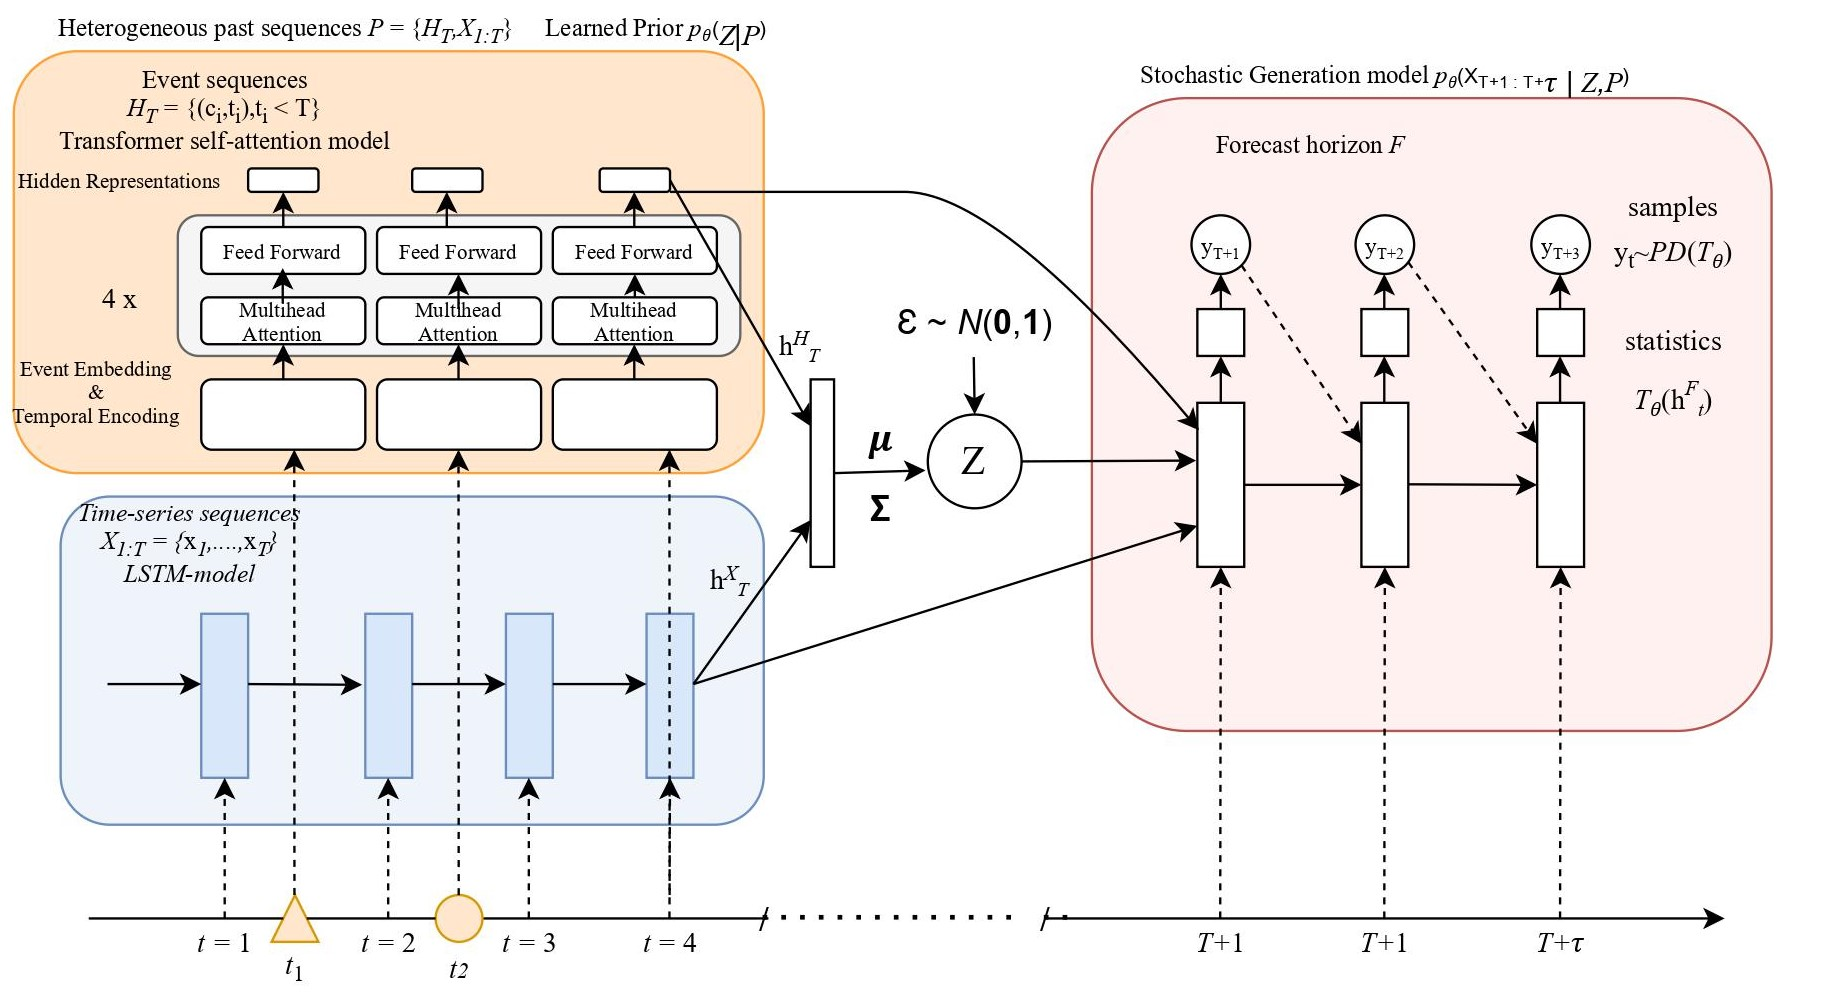 Heterogeneous past sequences P = {H_T,X_1:T}
Learned Prior p_θ(Z|P)
Event sequences
H_T = {(c_i,t_i),t_i < T}
Transformer self-attention model
Hidden Representations
Feed Forward Feed Forward Feed Forward
4 x
Multihead Attention Multihead Attention Multihead Attention
Event Embedding
&
Temporal Encoding
Time-series sequences
X_1:T = {x_1,....,x_T}
LSTM-model
h^H_T
h^X_T
μ
Σ
Ɛ ~ N(0,1)
Z
Stochastic Generation model p_θ(X_T+1 : T+τ | Z,P)
Forecast horizon F
y_T+1 y_T+2 y_T+3
samples
y_t~PD(T_θ)
statistics
T_θ(h^F_t)
t = 1 t_1 t = 2 t_2 t = 3 t = 4 T+1 T+1 T+τ